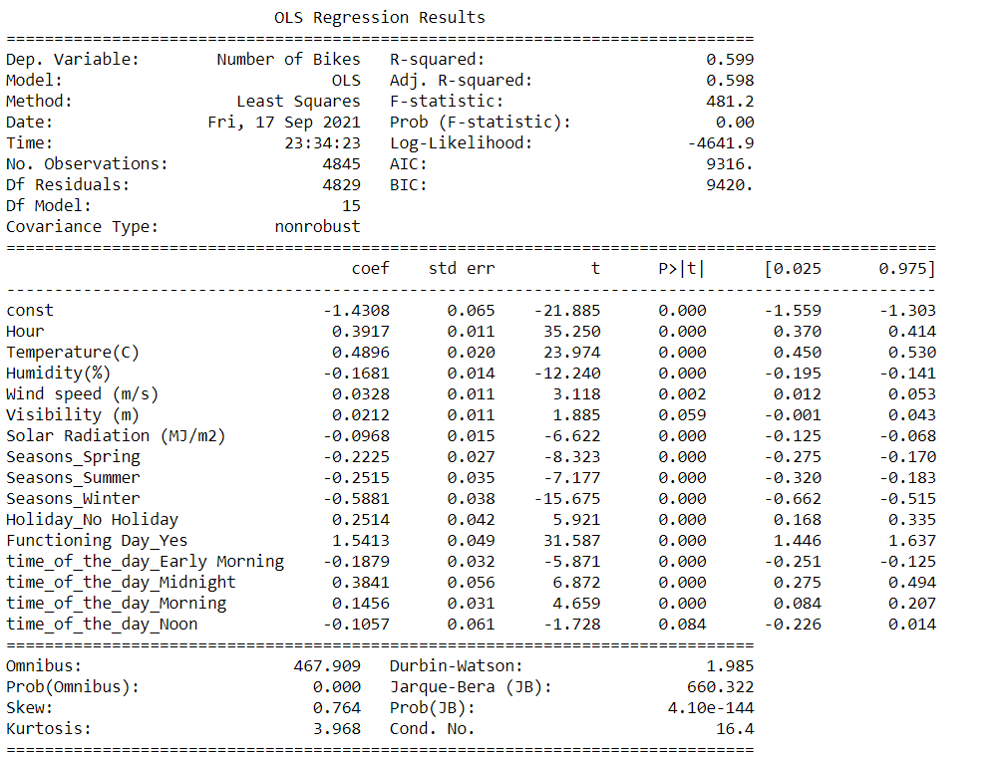 OLS Regression Results
==============================================================================
Dep. Variable:        Number of Bikes   R-squared:                       0.599
Model:                            OLS   Adj. R-squared:                  0.598
Method:                 Least Squares   F-statistic:                     481.2
Date:                Fri, 17 Sep 2021   Prob (F-statistic):               0.00
Time:                        23:34:23   Log-Likelihood:                -4641.9
No. Observations:                4845   AIC:                             9316.
Df Residuals:                    4829   BIC:                             9420.
Df Model:                          15
Covariance Type:            nonrobust
=================================================================================================
                                    coef    std err          t      P>|t|      [0.025      0.975]
-------------------------------------------------------------------------------------------------
const                            -1.4308      0.065    -21.885      0.000      -1.559      -1.303
Hour                              0.3917      0.011     35.250      0.000       0.370       0.414
Temperature(C)                    0.4896      0.020     23.974      0.000       0.450       0.530
Humidity(%)                      -0.1681      0.014    -12.240      0.000      -0.195      -0.141
Wind speed (m/s)                  0.0328      0.011      3.118      0.002       0.012       0.053
Visibility (m)                    0.0212      0.011      1.885      0.059      -0.001       0.043
Solar Radiation (MJ/m2)          -0.0968      0.015     -6.622      0.000      -0.125      -0.068
Seasons_Spring                   -0.2225      0.027     -8.323      0.000      -0.275      -0.170
Seasons_Summer                   -0.2515      0.035     -7.177      0.000      -0.320      -0.183
Seasons_Winter                   -0.5881      0.038    -15.675      0.000      -0.662      -0.515
Holiday_No Holiday                0.2514      0.042      5.921      0.000       0.168       0.335
Functioning Day_Yes               1.5413      0.049     31.587      0.000       1.446       1.637
time_of_the_day_Early Morning    -0.1879      0.032     -5.871      0.000      -0.251      -0.125
time_of_the_day_Midnight          0.3841      0.056      6.872      0.000       0.275       0.494
time_of_the_day_Morning           0.1456      0.031      4.659      0.000       0.084       0.207
time_of_the_day_Noon             -0.1057      0.061     -1.728      0.084      -0.226       0.014
==============================================================================
Omnibus:                      467.909   Durbin-Watson:                   1.985
Prob(Omnibus):                  0.000   Jarque-Bera (JB):              660.322
Skew:                           0.764   Prob(JB):                    4.10e-144
Kurtosis:                       3.968   Cond. No.                         16.4
==============================================================================